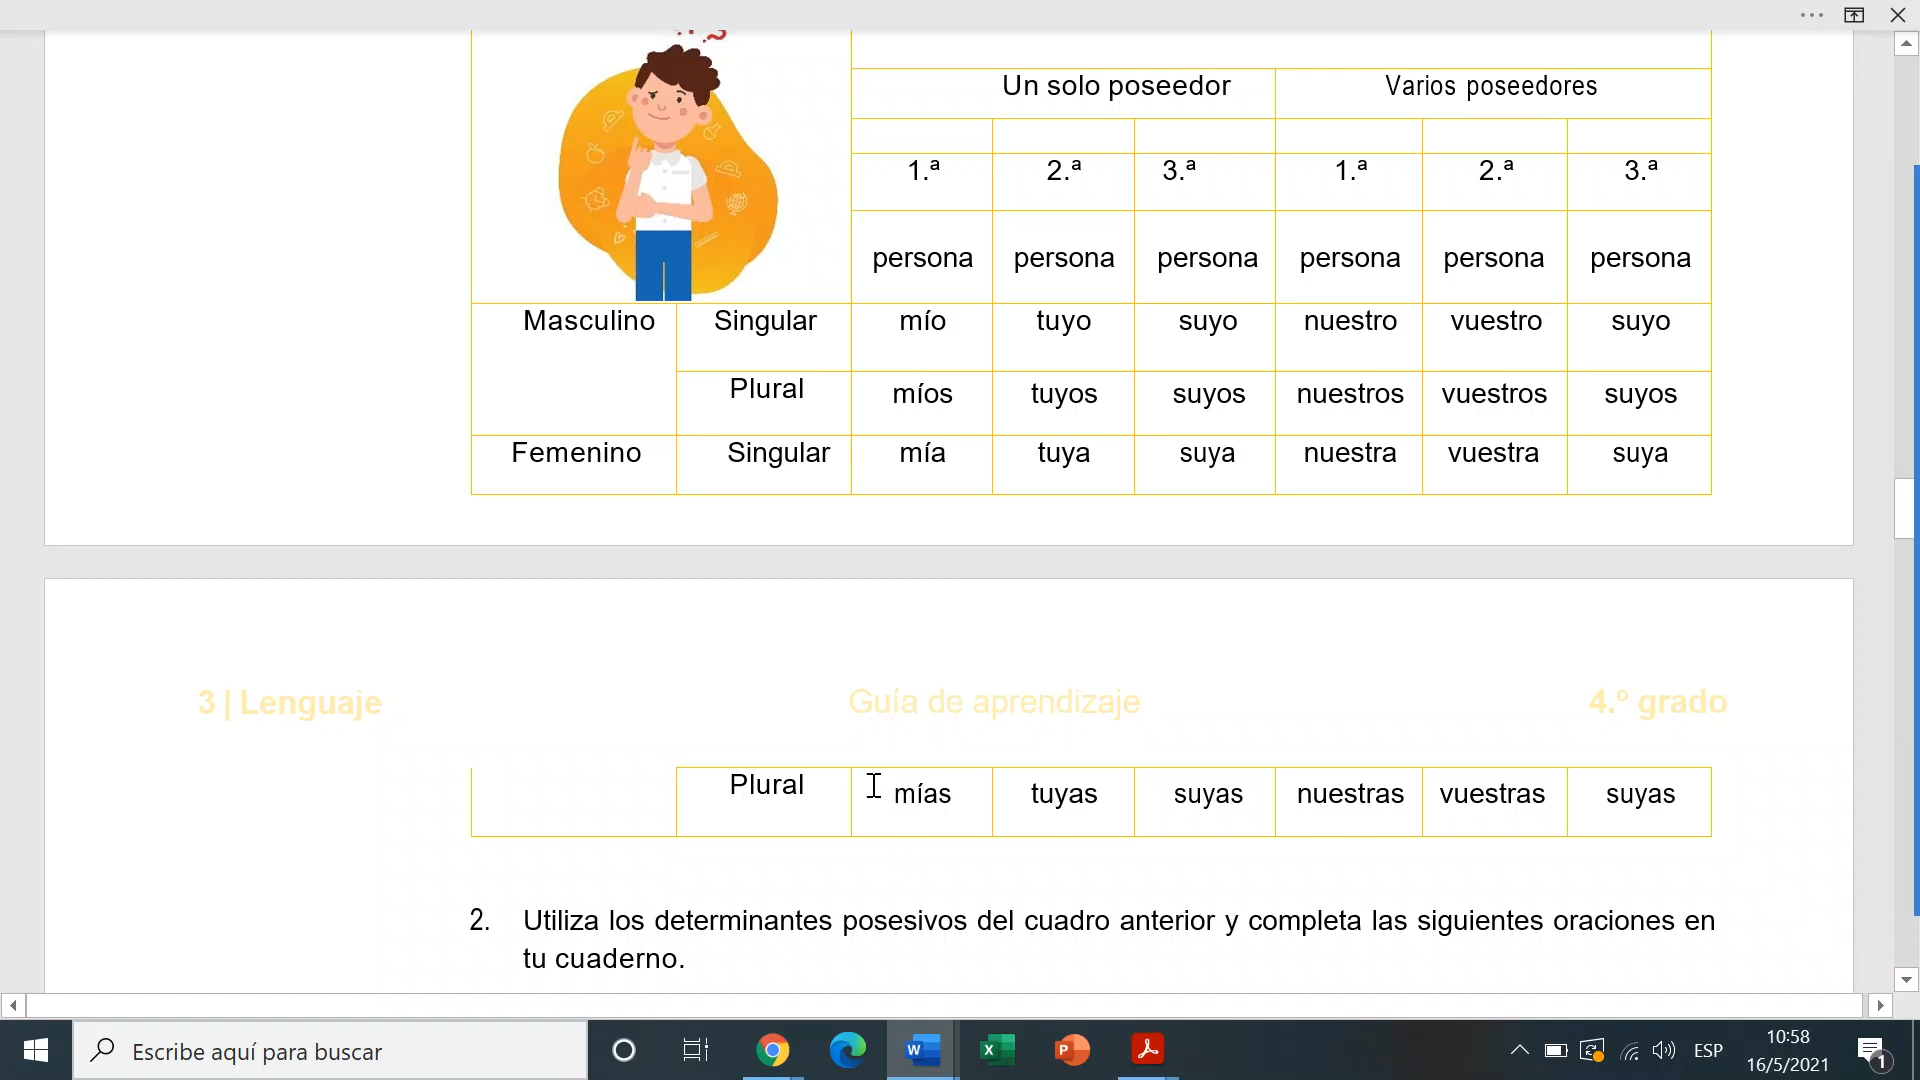 Un solo poseedor Varios poseedores
1.ª 2.ª 3.ª 1.ª 2.ª 3.ª
persona persona persona persona persona persona
Masculino Singular mío tuyo suyo nuestro vuestro suyo
Plural míos tuyos suyos nuestros vuestros suyos
Femenino Singular mía tuya suya nuestra vuestra suya
3 | Lenguaje Guía de aprendizaje 4.º grado
Plural mías tuyas suyas nuestras vuestras suyas
2. Utiliza los determinantes posesivos del cuadro anterior y completa las siguientes oraciones en
tu cuaderno.
Escribe aquí para buscar
ESP
10:58
16/5/2021
1